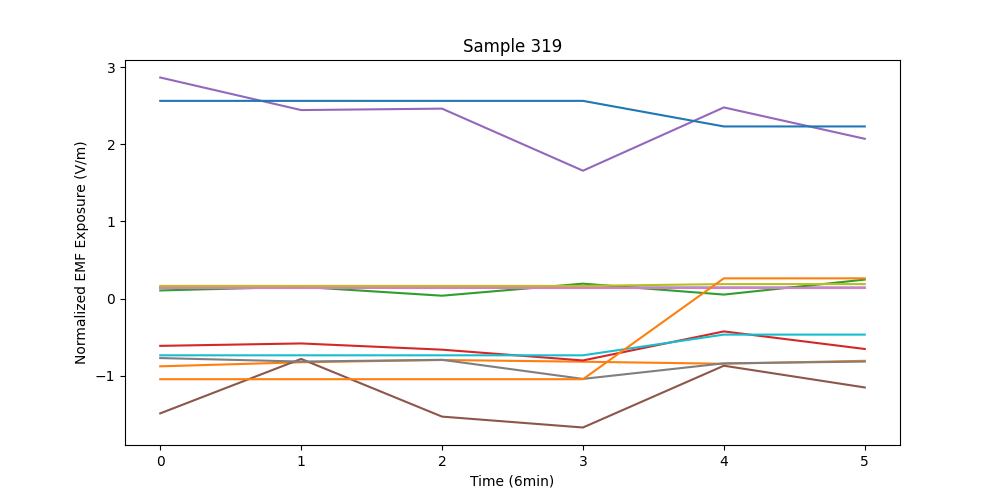 Sample 319
Normalized EMF Exposure (V/m)
3
2
1
0
−1
0 1 2 3 4 5
Time (6min)